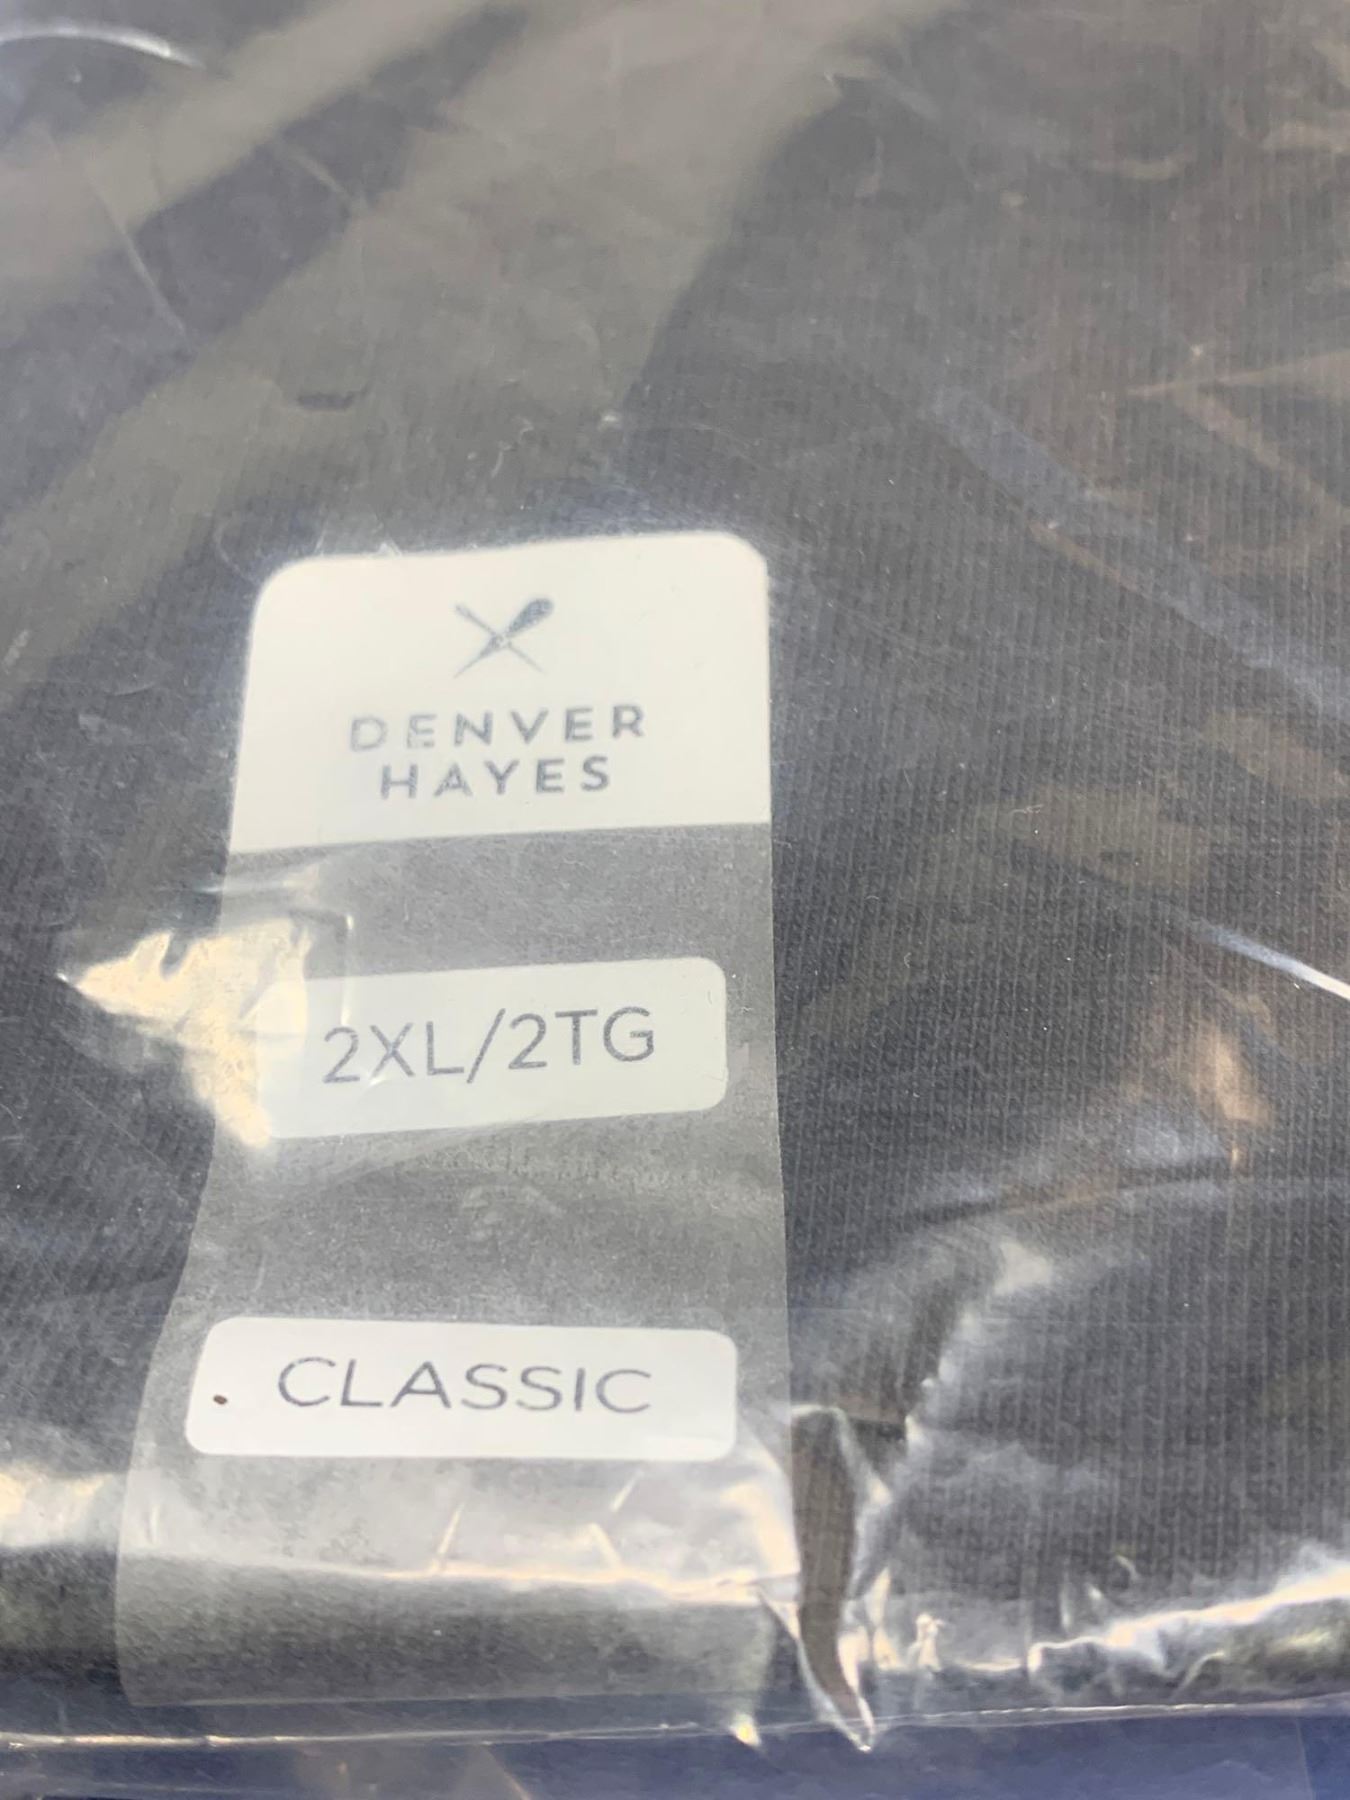 DENVER
HAYES
2XL/2TG
CLASSIC